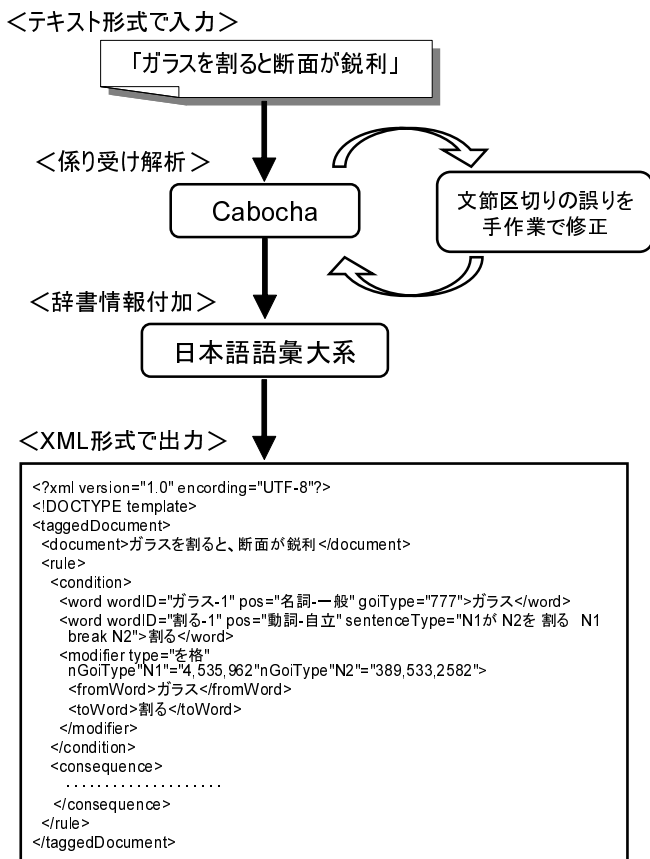 ＜テキスト形式で入力＞
「ガラスを割ると断面が鋭利」
＜係り受け解析＞
Cabocha
文節区切りの誤りを
手作業で修正
＜辞書情報付加＞
日本語語彙大系
＜XML形式で出力＞
<?xml version="1.0" encording="UTF-8"?>
<!DOCTYPE template>
<taggedDocument>
<document>ガラスを割ると、断面が鋭利</document>
<rule>
<condition>
<word wordID="ガラス-1" pos="名詞-一般" goiType="777">ガラス</word>
<word wordID="割る-1" pos="動詞-自立" sentenceType="N1が N2を 割る N1
break N2">割る</word>
<modifier type="を格"
nGoiType"N1"="4,535,962"nGoiType"N2"="389,533,2582">
<fromWord>ガラス</fromWord>
<toWord>割る</toWord>
</modifier>
</condition>
<consequence>
....................
</consequence>
</rule>
</taggedDocument>